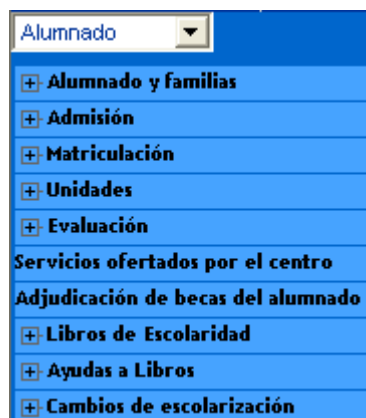 Alumnado
Alumnado y familias
Admisión
Matriculación
Unidades
Evaluación
Servicios ofertados por el centro
Adjudicación de becas del alumnado
Libros de Escolaridad
Ayudas a Libros
Cambios de escolarización